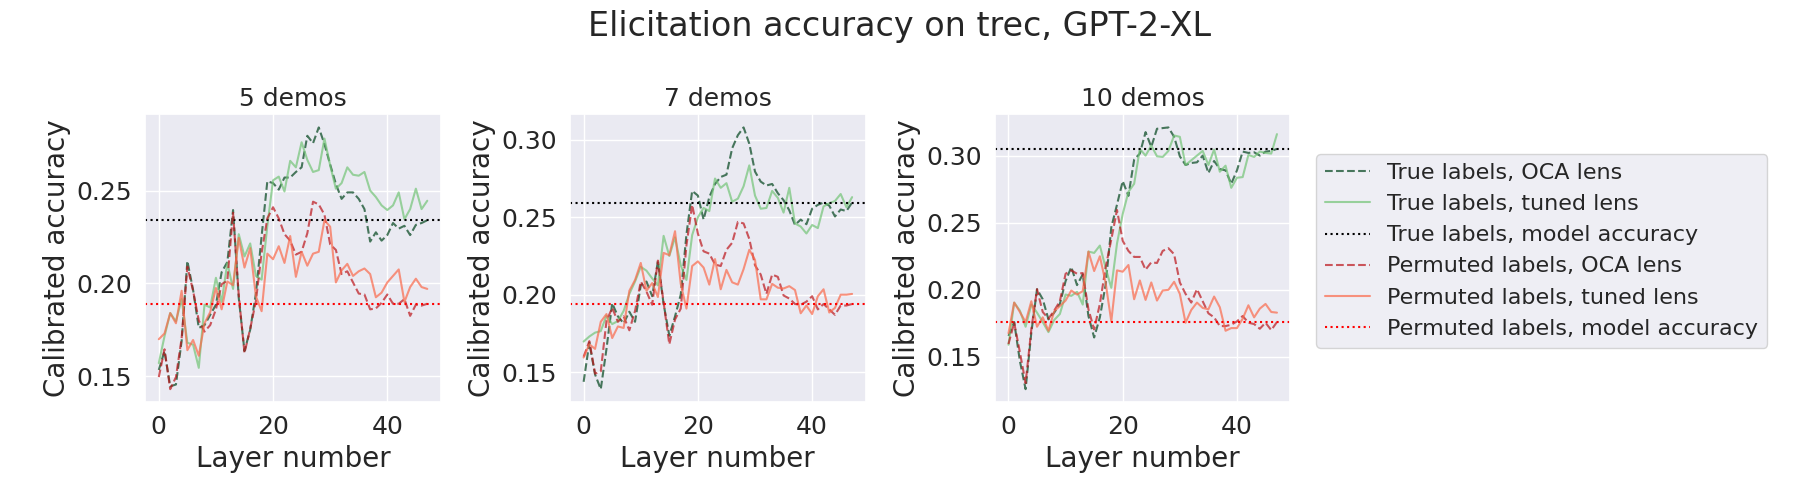 Elicitation accuracy on trec, GPT-2-XL
5 demos
Calibrated accuracy
0.25
0.20
0.15
0
20
40
Layer number
7 demos
Calibrated accuracy
0.30
0.25
0.20
0.15
0
20
40
Layer number
10 demos
Calibrated accuracy
0.30
0.25
0.20
0.15
0
20
40
Layer number
True labels, OCA lens
True labels, tuned lens
True labels, model accuracy
Permuted labels, OCA lens
Permuted labels, tuned lens
Permuted labels, model accuracy